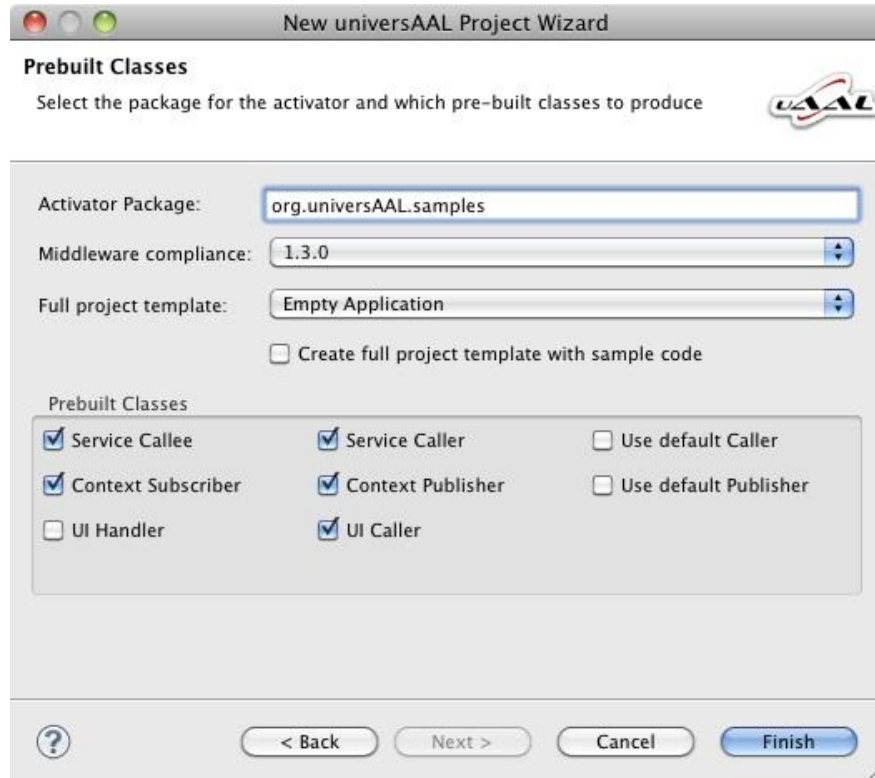 New universAAL Project Wizard
Prebuilt Classes
Select the package for the activator and which pre-built classes to produce
uAAL
Activator Package: org.universAAL.samples
Middleware compliance: 1.3.0
Full project template: Empty Application
Create full project template with sample code
Prebuilt Classes
Service Callee Service Caller Use default Caller
Context Subscriber Context Publisher Use default Publisher
UI Handler UI Caller
? < Back Next > Cancel Finish